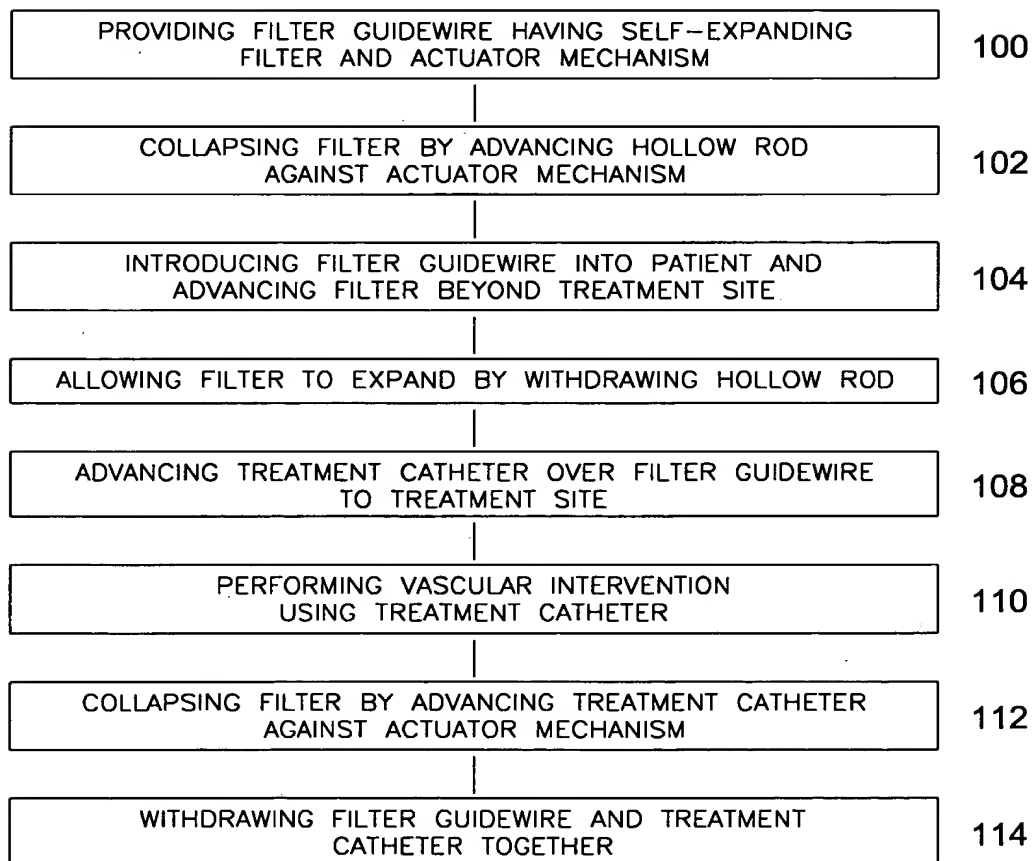 PROVIDING FILTER GUIDEWIRE HAVING SELF-EXPANDING
FILTER AND ACTUATOR MECHANISM
100
COLLAPSING FILTER BY ADVANCING HOLLOW ROD
AGAINST ACTUATOR MECHANISM
102
INTRODUCING FILTER GUIDEWIRE INTO PATIENT AND
ADVANCING FILTER BEYOND TREATMENT SITE
104
ALLOWING FILTER TO EXPAND BY WITHDRAWING HOLLOW ROD
106
ADVANCING TREATMENT CATHETER OVER FILTER GUIDEWIRE
TO TREATMENT SITE
108
PERFORMING VASCULAR INTERVENTION
USING TREATMENT CATHETER
110
COLLAPSING FILTER BY ADVANCING TREATMENT CATHETER
AGAINST ACTUATOR MECHANISM
112
WITHDRAWING FILTER GUIDEWIRE AND TREATMENT
CATHETER TOGETHER
114